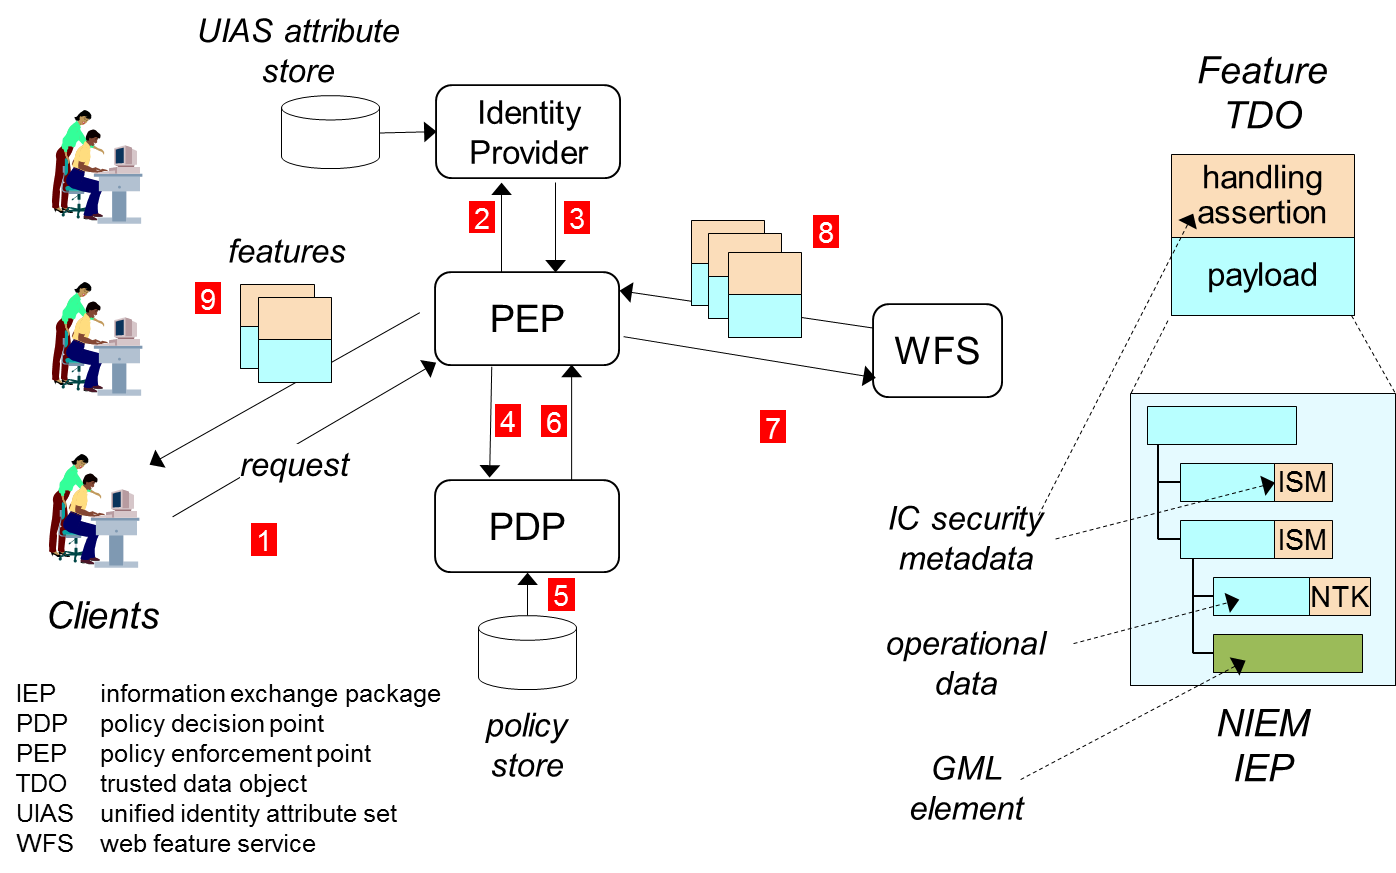 UIAS attribute
store
Identity
Provider
Feature
TDO
handling
assertion
payload
2
3
8
features
9
PEP
WFS
4
6
7
request
1
PDP
5
policy
store
Clients
ISM
ISM
NTK
IC security
metadata
operational
data
GML
element
NIEM
IEP
IEP information exchange package
PDP policy decision point
PEP policy enforcement point
TDO trusted data object
UIAS unified identity attribute set
WFS web feature service